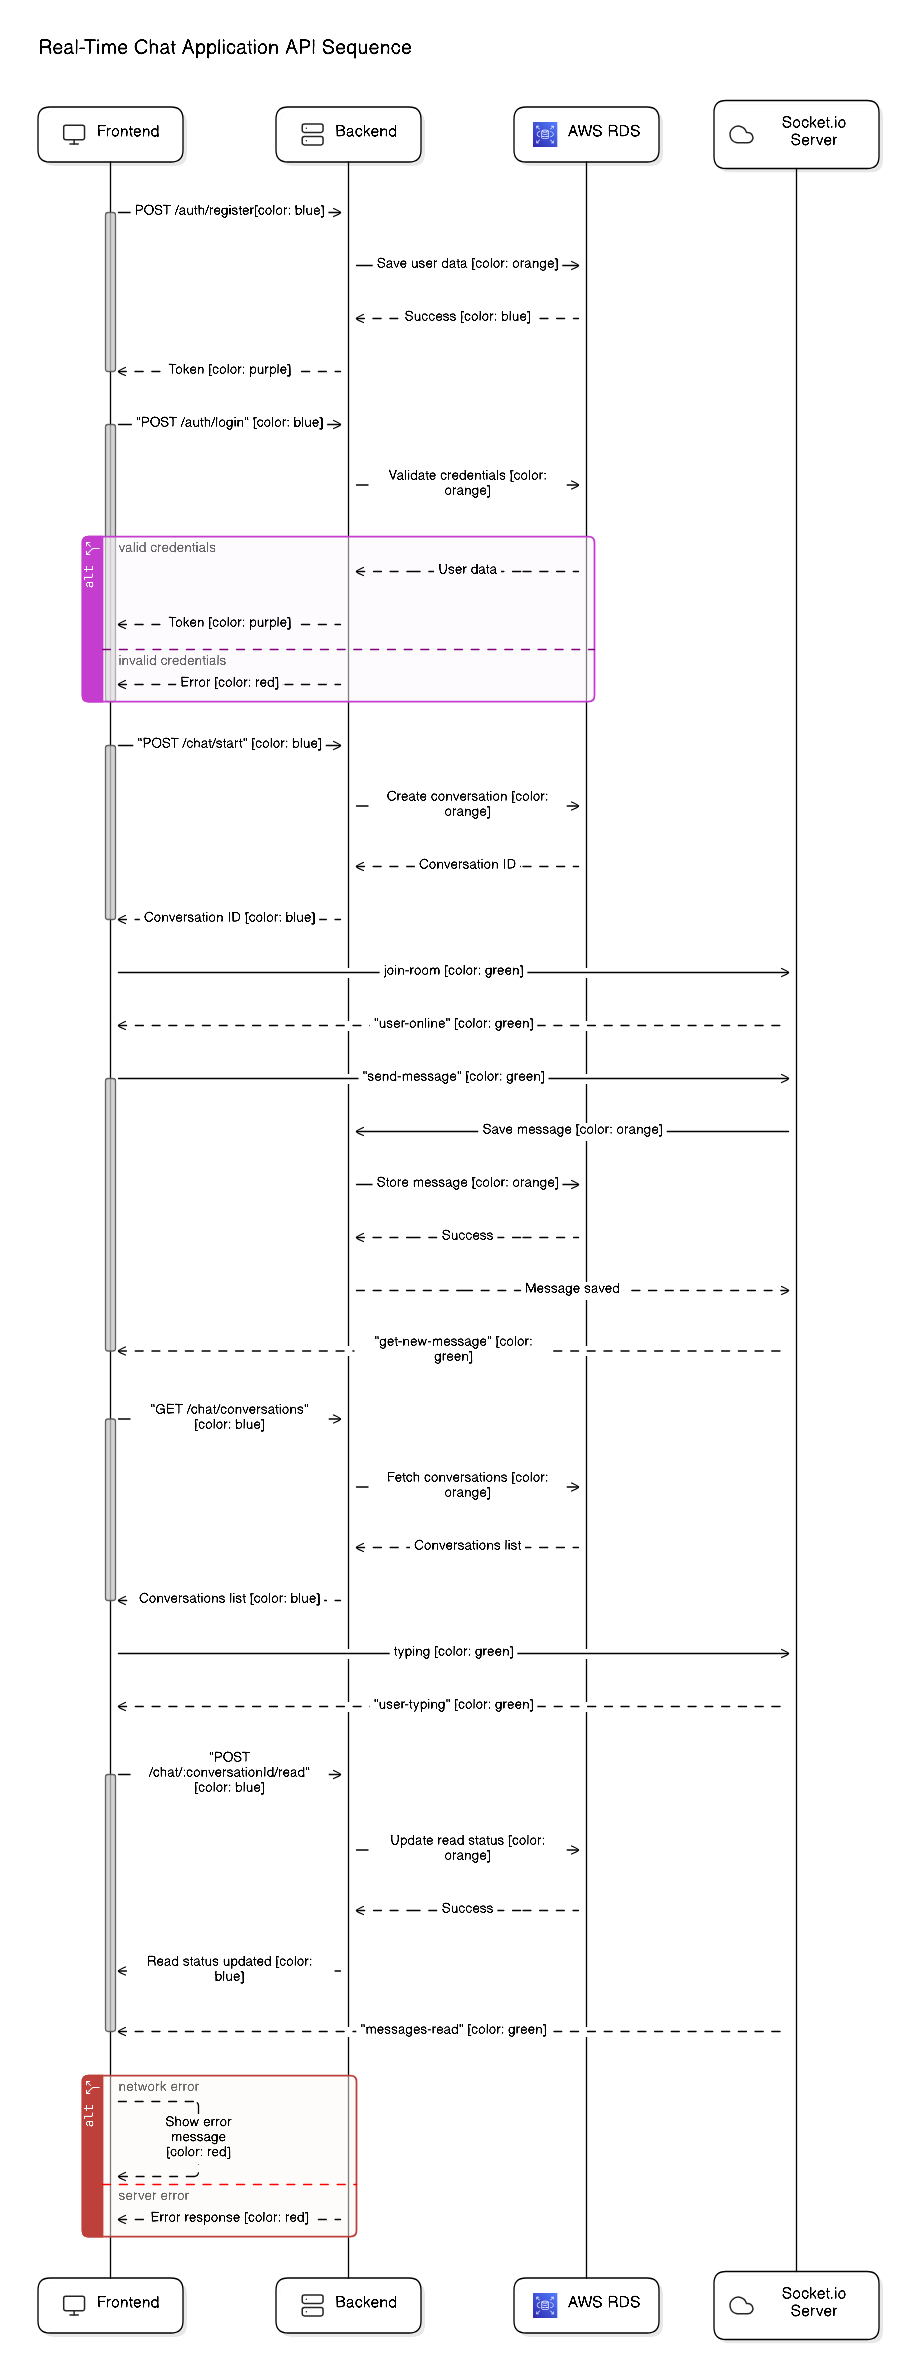 Real-Time Chat Application API Sequence
Frontend
Backend
AWS RDS
Socket.io
Server
POST /auth/register[color: blue]
Save user data [color: orange]
Success [color: blue]
Token [color: purple]
"POST /auth/login" [color: blue]
Validate credentials [color:
orange]
alt
valid credentials
User data
Token [color: purple]
invalid credentials
Error [color: red]
"POST /chat/start" [color: blue]
Create conversation [color:
orange]
Conversation ID
Conversation ID [color: blue]
join-room [color: green]
"user-online" [color: green]
"send-message" [color: green]
Save message [color: orange]
Store message [color: orange]
Success
Message saved
"get-new-message" [color:
green]
"GET /chat/conversations"
[color: blue]
Fetch conversations [color:
orange]
Conversations list
Conversations list [color: blue]
typing [color: green]
"user-typing" [color: green]
"POST
/chat/:conversationId/read"
[color: blue]
Update read status [color:
orange]
Success
Read status updated [color:
blue]
"messages-read" [color: green]
alt
network error
Show error
message
[color: red]
server error
Error response [color: red]
Frontend
Backend
AWS RDS
Socket.io
Server